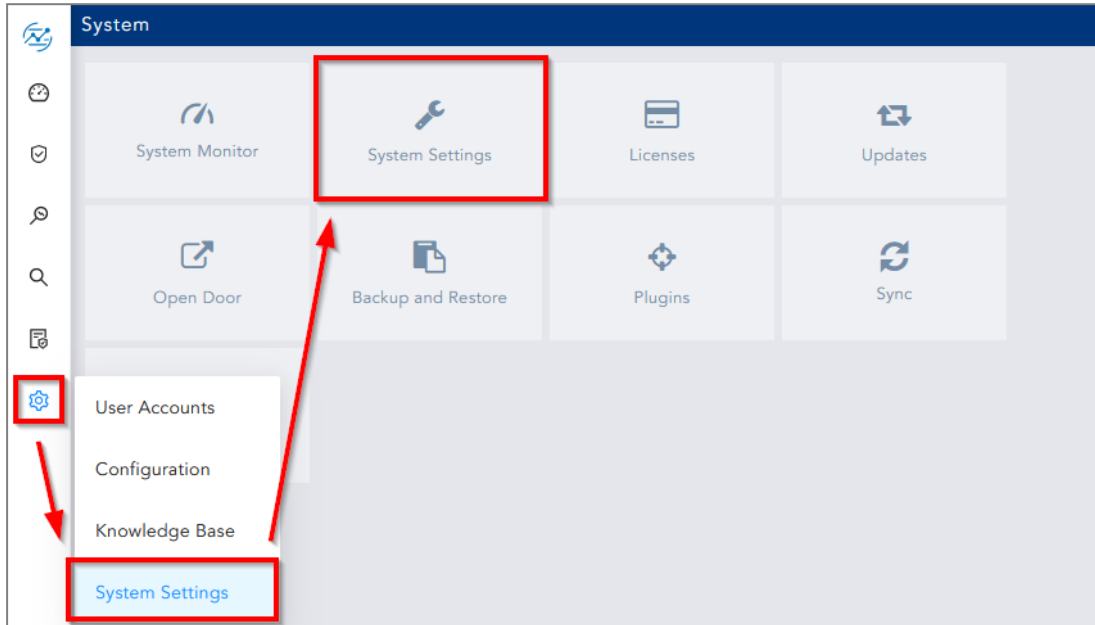 System
System Monitor
System Settings
Licenses
Updates
Open Door
Backup and Restore
Plugins
Sync
User Accounts
Configuration
Knowledge Base
System Settings